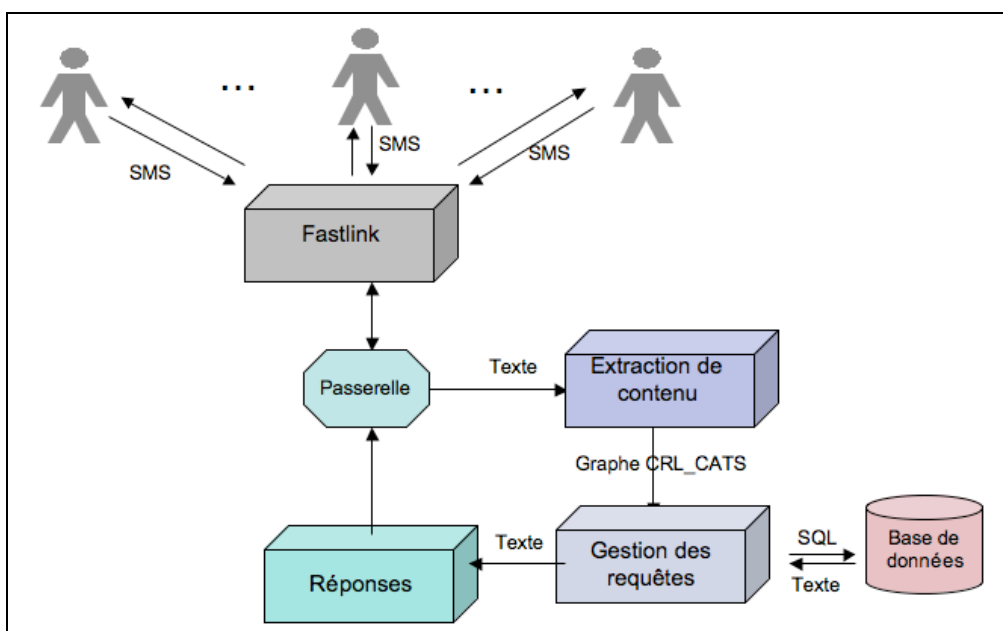 ... ...
SMS
SMS
SMS
Fastlink
Passerelle
Texte
Extraction de
contenu
Graphe CRL_CATS
Réponses
Texte
Gestion des
requêtes
SQL
Texte
Base de
données